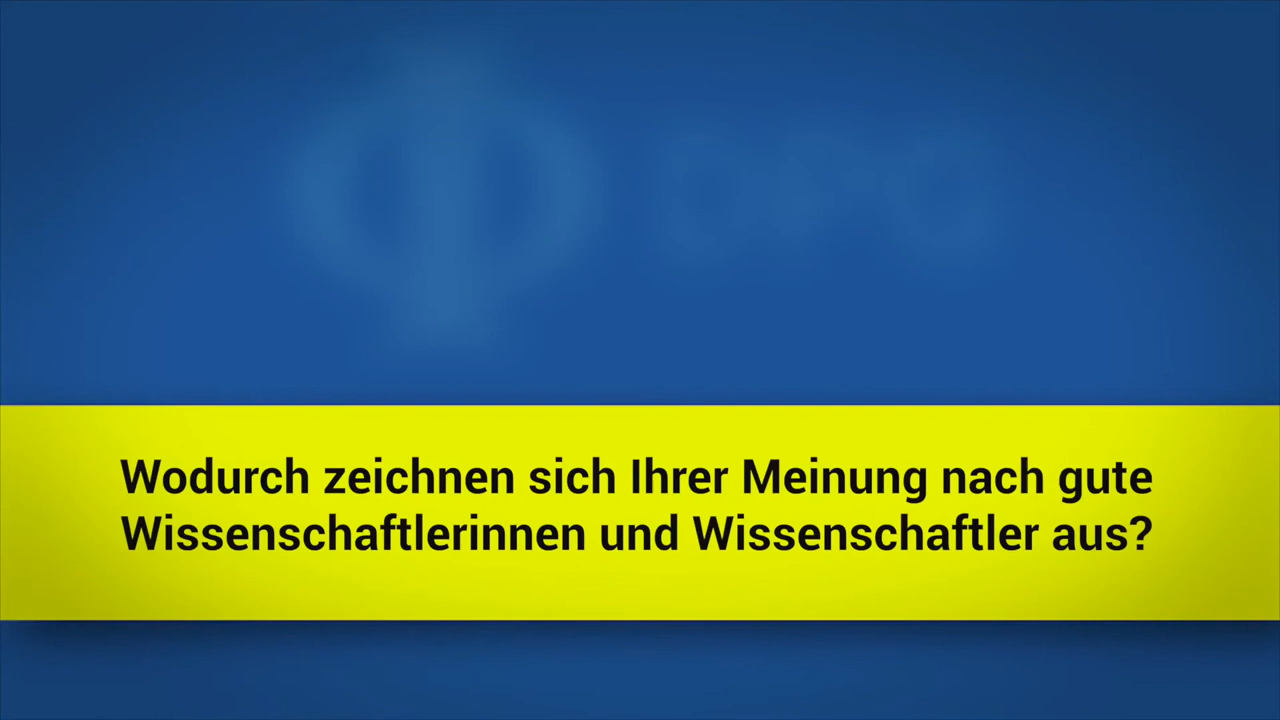 Wodurch zeichnen sich Ihrer Meinung nach gute
Wissenschaftlerinnen und Wissenschaftler aus?